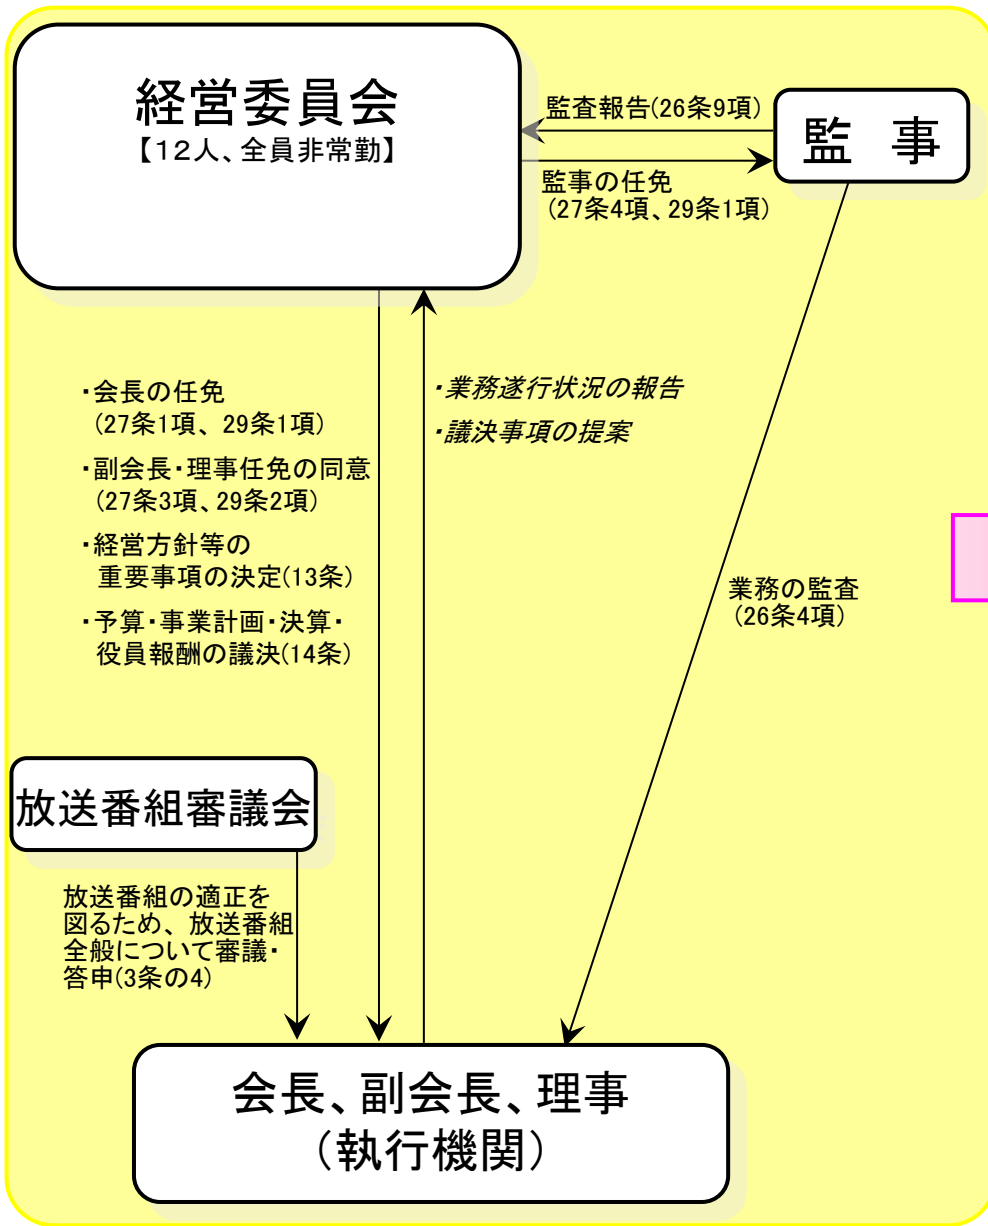 経営委員会
【１２人、全員非常勤】
監査報告(26条9項)
監　事
監事の任免
(27条4項、29条1項)
・会長の任免
(27条1項、29条1項)
・副会長・理事任免の同意
(27条3項、29条2項)
・経営方針等の
重要事項の決定(13条)
・予算・事業計画・決算・
役員報酬の議決(14条)
・業務遂行状況の報告
・議決事項の提案
業務の監査
(26条4項)
放送番組審議会
放送番組の適正を
図るため、放送番組
全般について審議・
答申(3条の4)
会長、副会長、理事
（執行機関）